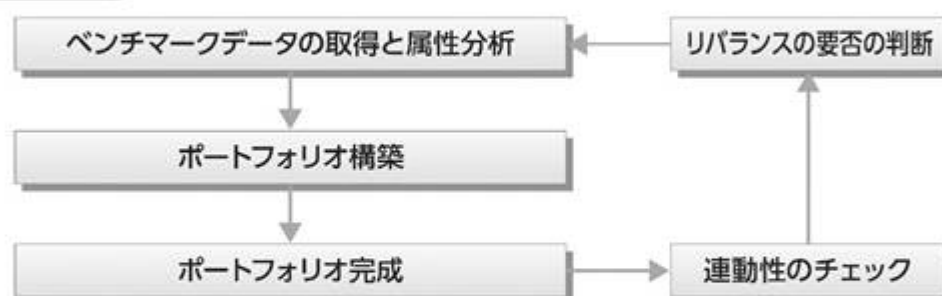 ベンチマークデータの取得と属性分析
リバランスの要否の判断
ポートフォリオ構築
ポートフォリオ完成
連動性のチェック